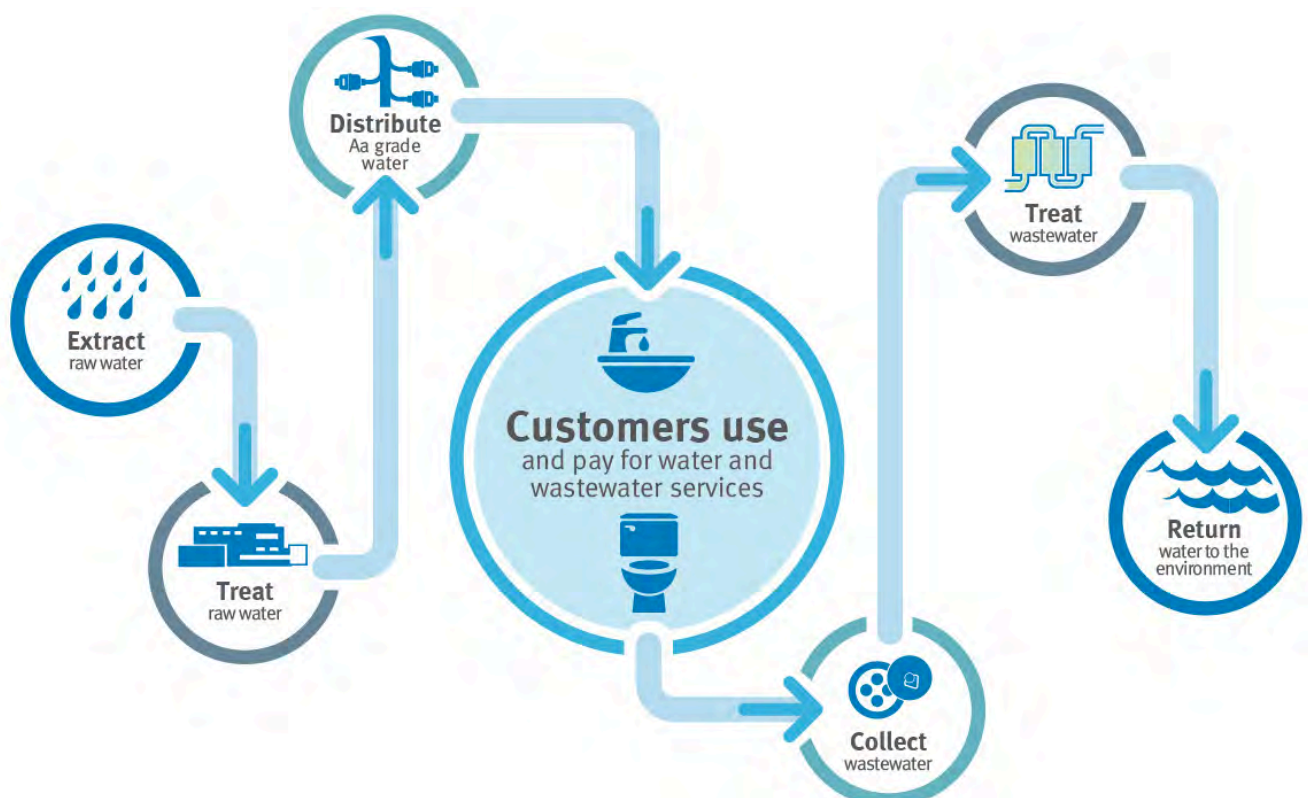 Extract
raw water
Treat
raw water
Distribute
Aa grade
water
Customers use
and pay for water and
wastewater services
Collect
wastewater
Treat
wastewater
Return
water to the
environment